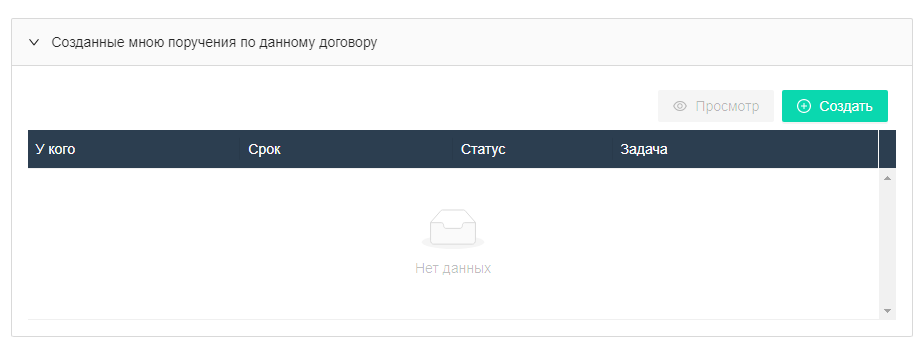 Созданные мною поручения по данному договору
Просмотр Создать
У кого Срок Статус Задача
Нет данных